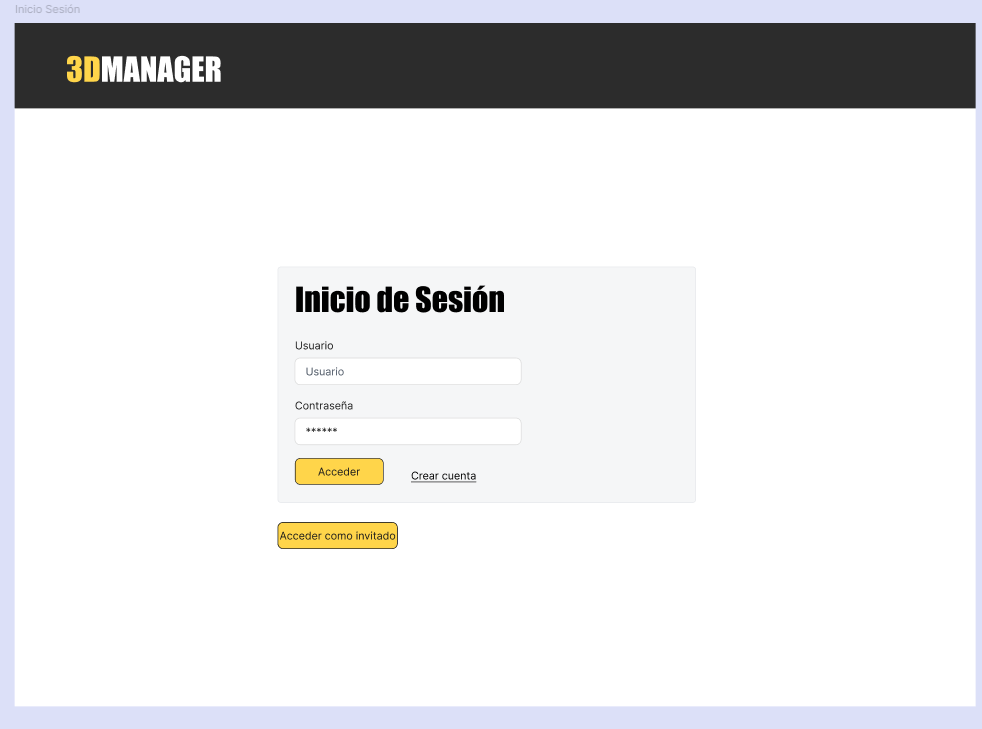 Inicio Sesión
3DMANAGER
Inicio de Sesión
Usuario
Usuario
Contraseña
******
Acceder
Crear cuenta
Acceder como invitado